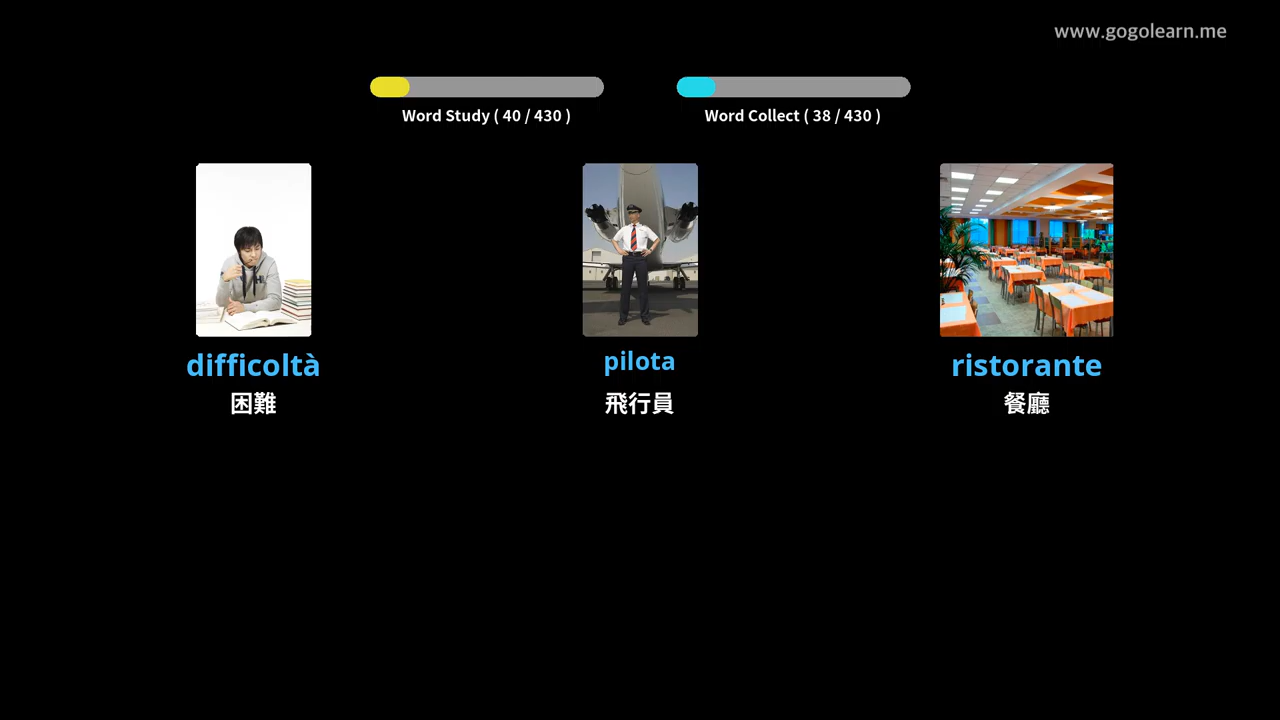 www.gogolearn.me
Word Study ( 40 / 430 )
Word Collect ( 38 / 430 )
difficoltà
困難
pilota
飛行員
ristorante
餐廳